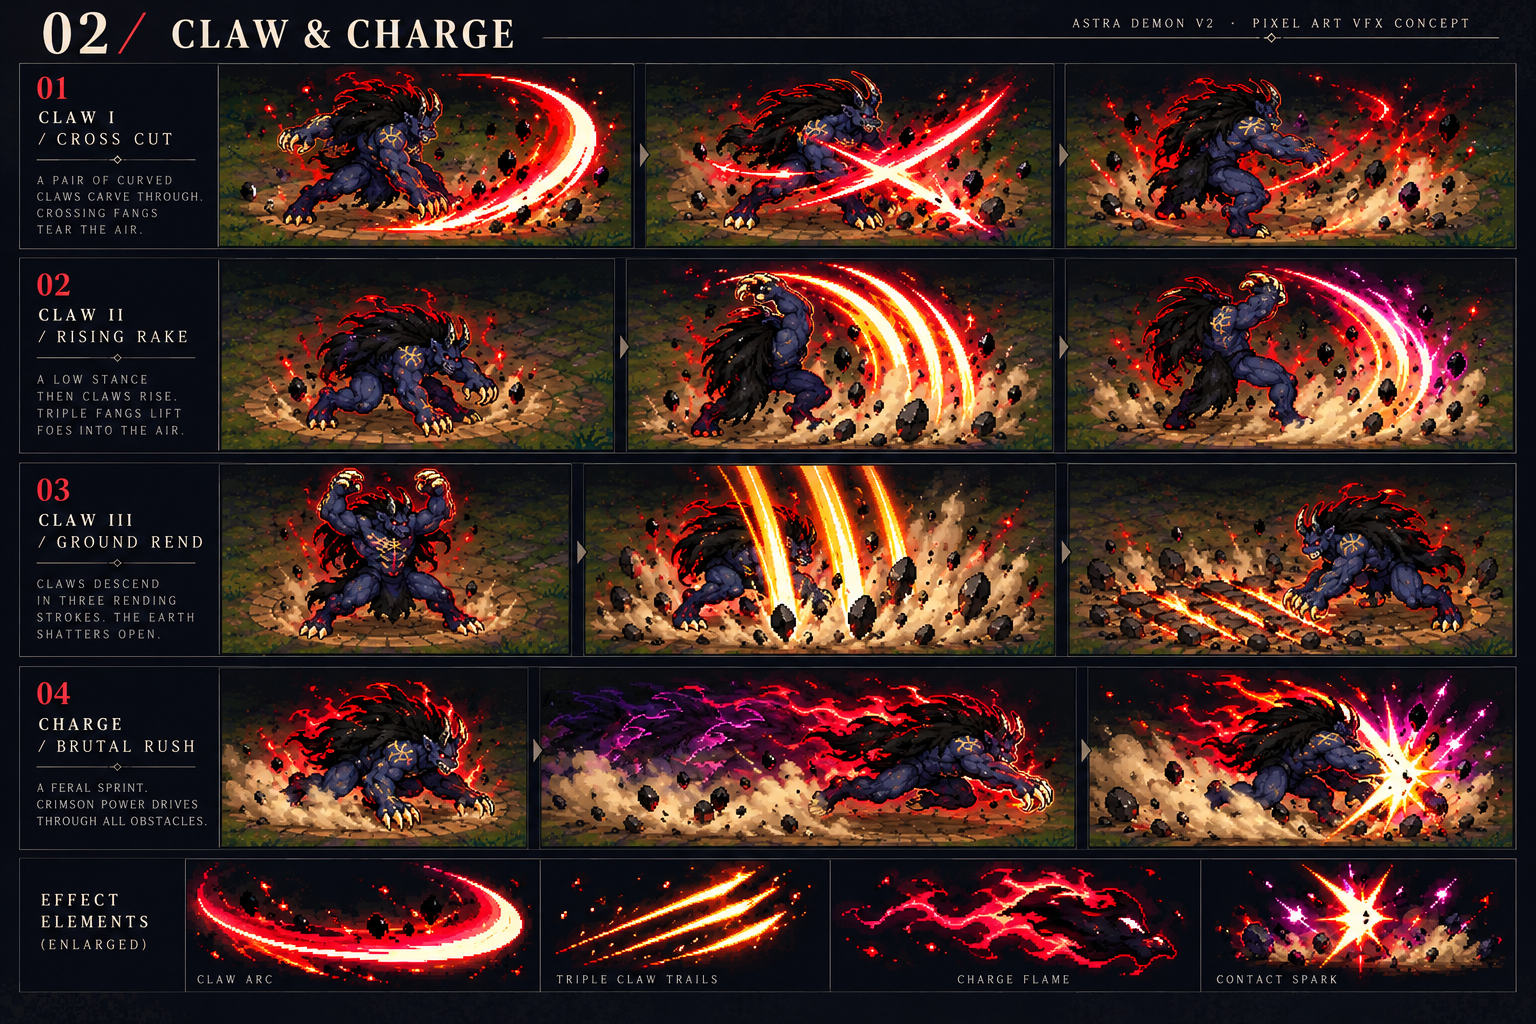 02/ CLAW & CHARGE
ASTRA DEMON V2 · PIXEL ART VFX CONCEPT
01
CLAW I
/ CROSS CUT
A PAIR OF CURVED
CLAWS CARVE THROUGH.
CROSSING FANGS
TEAR THE AIR.
02
CLAW II
/ RISING RAKE
A LOW STANCE
THEN CLAWS RISE.
TRIPLE FANGS LIFT
FOES INTO THE AIR.
03
CLAW III
/ GROUND REND
CLAWS DESCEND
IN THREE RENDING
STROKES. THE EARTH
SHATTERS OPEN.
04
CHARGE
/ BRUTAL RUSH
A FERAL SPRINT.
CRIMSON POWER DRIVES
THROUGH ALL OBSTACLES.
EFFECT
ELEMENTS
(ENLARGED)
CLAW ARC
TRIPLE CLAW TRAILS
CHARGE FLAME
CONTACT SPARK